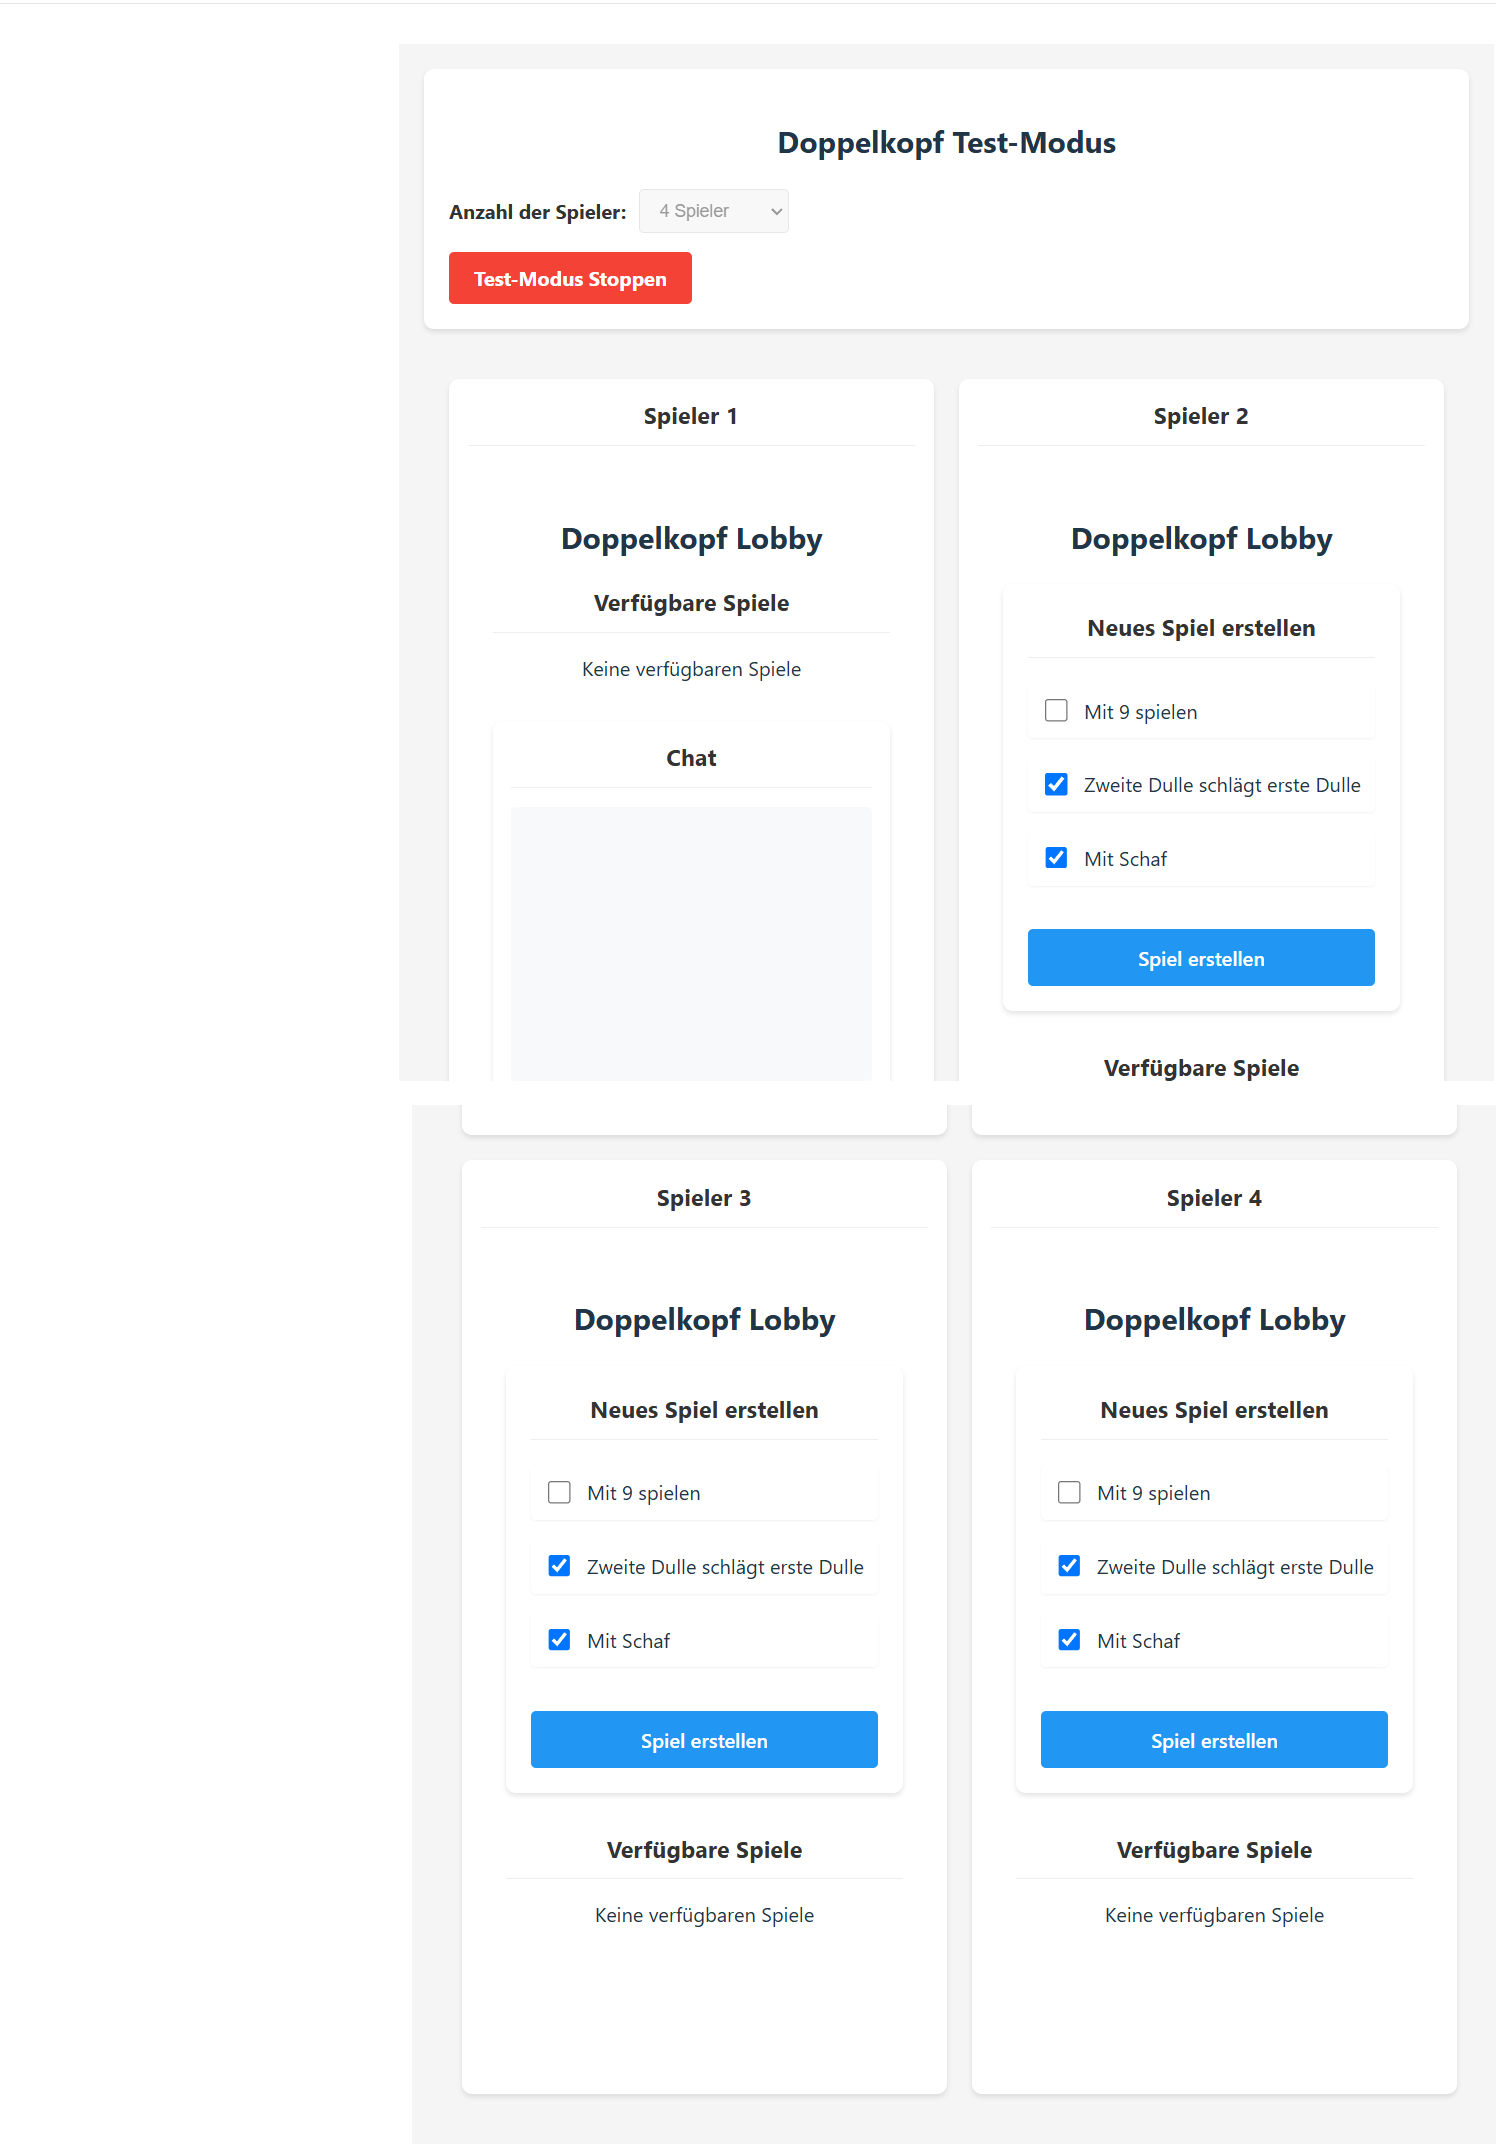 Doppelkopf Test-Modus
Anzahl der Spieler:
4 Spieler
Test-Modus Stoppen
Spieler 1
Doppelkopf Lobby
Verfügbare Spiele
Keine verfügbaren Spiele
Chat
Spieler 2
Doppelkopf Lobby
Neues Spiel erstellen
Mit 9 spielen
Zweite Dulle schlägt erste Dulle
Mit Schaf
Spiel erstellen
Verfügbare Spiele
Spieler 3
Doppelkopf Lobby
Neues Spiel erstellen
Mit 9 spielen
Zweite Dulle schlägt erste Dulle
Mit Schaf
Spiel erstellen
Verfügbare Spiele
Keine verfügbaren Spiele
Spieler 4
Doppelkopf Lobby
Neues Spiel erstellen
Mit 9 spielen
Zweite Dulle schlägt erste Dulle
Mit Schaf
Spiel erstellen
Verfügbare Spiele
Keine verfügbaren Spiele